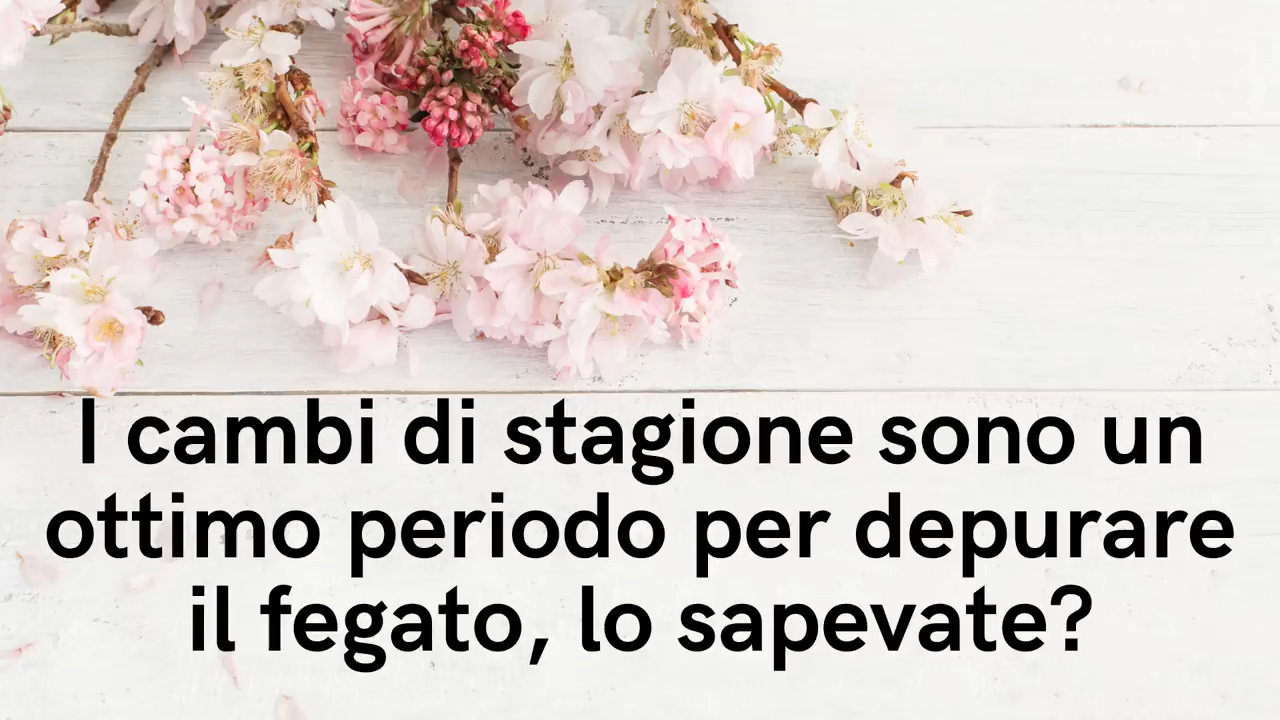 I cambi di stagione sono un
ottimo periodo per depurare
il fegato, lo sapevate?